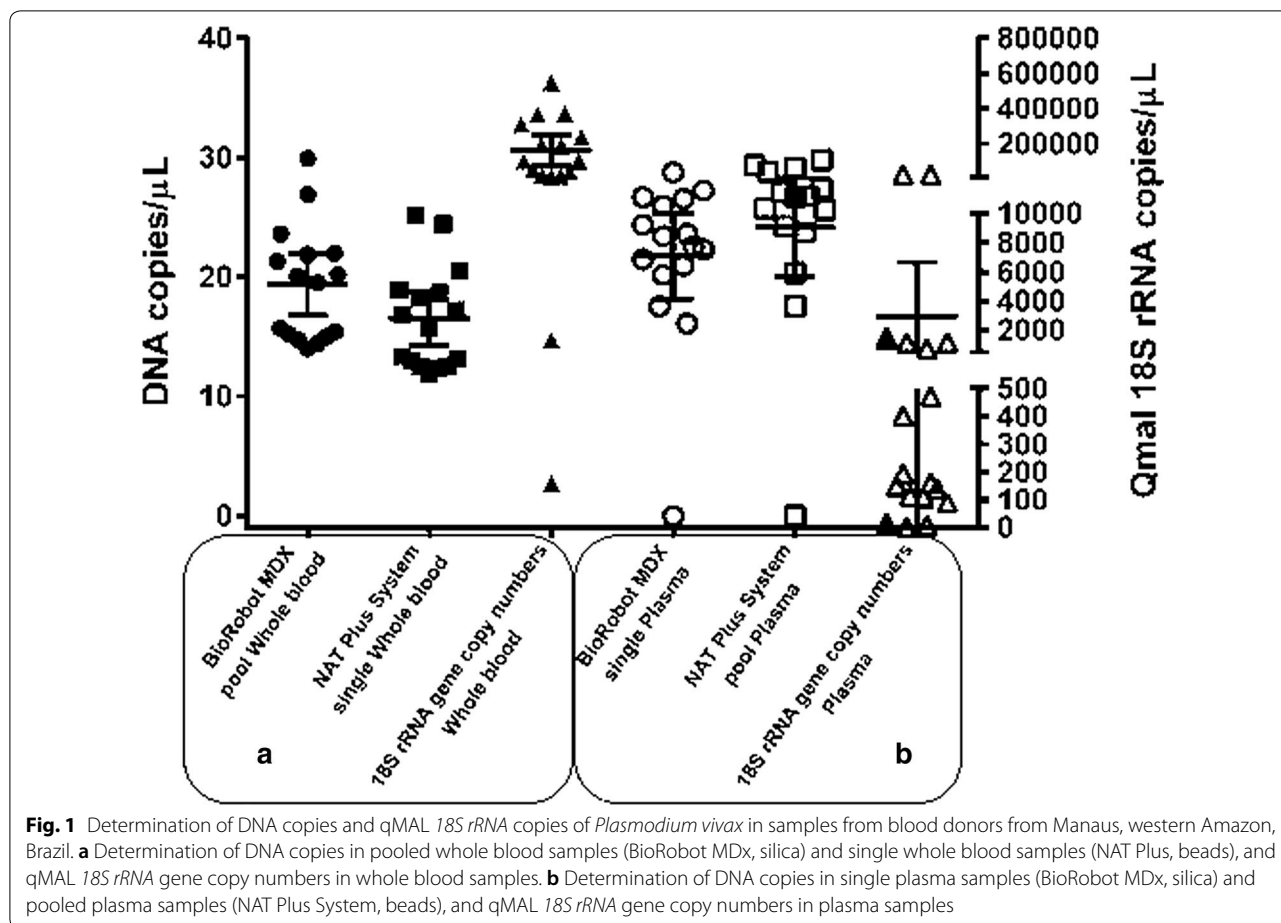 40
30
20
10
0
DNA copies/µL
800000
600000
400000
200000
10000
8000
6000
4000
2000
500
400
300
200
100
0
Qmal 18S rRNA copies/µL
BioRobot MDX
pool Whole blood
NAT Plus System
single Whole blood
18S rRNA gene copy numbers
Whole blood
BioRobot MDX
single Plasma
NAT Plus System
pool Plasma
18S rRNA gene copy numbers
Plasma
a
b
Fig. 1 Determination of DNA copies and qMAL 18S rRNA copies of Plasmodium vivax in samples from blood donors from Manaus, western Amazon,
Brazil. a Determination of DNA copies in pooled whole blood samples (BioRobot MDx, silica) and single whole blood samples (NAT Plus, beads), and
qMAL 18S rRNA gene copy numbers in whole blood samples. b Determination of DNA copies in single plasma samples (BioRobot MDx, silica) and
pooled plasma samples (NAT Plus System, beads), and qMAL 18S rRNA gene copy numbers in plasma samples